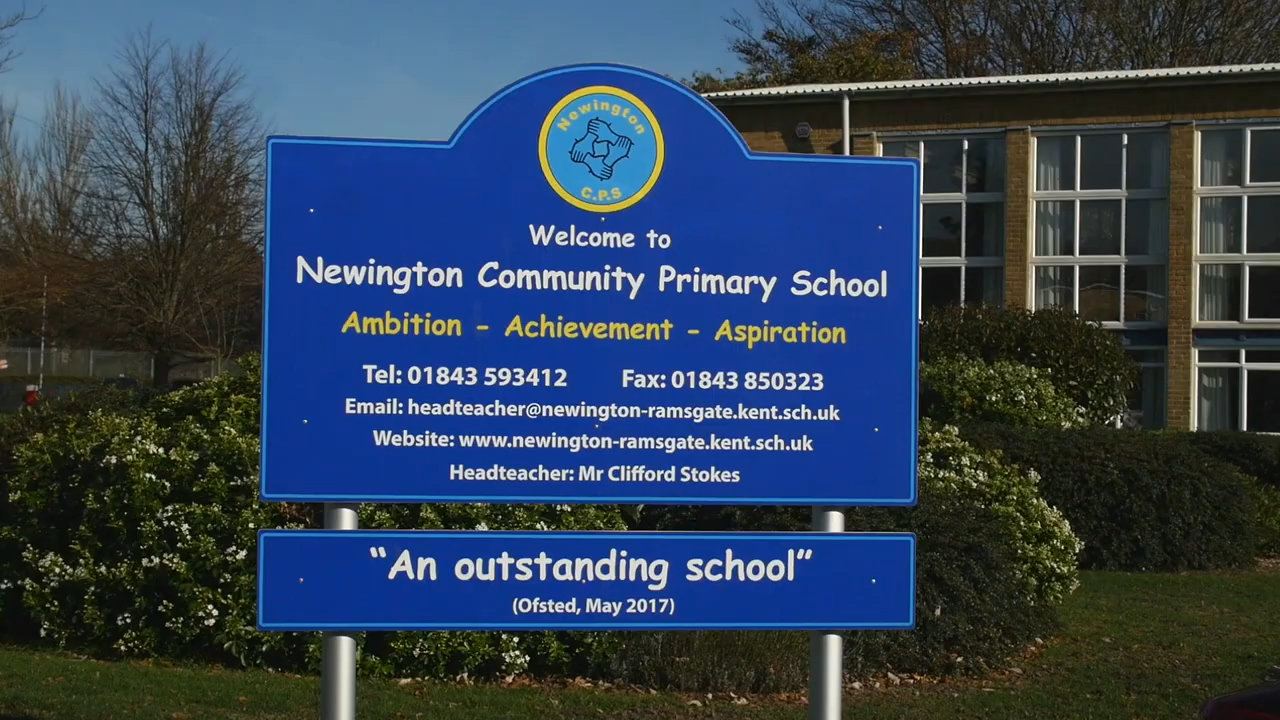 Newington
C.P.S
Welcome to
Newington Community Primary School
Ambition - Achievement - Aspiration
Tel: 01843 593412 Fax: 01843 850323
Email: headteacher@newington-ramsgate.kent.sch.uk
Website: www.newington-ramsgate.kent.sch.uk
Headteacher: Mr Clifford Stokes
“An outstanding school”
(Ofsted, May 2017)